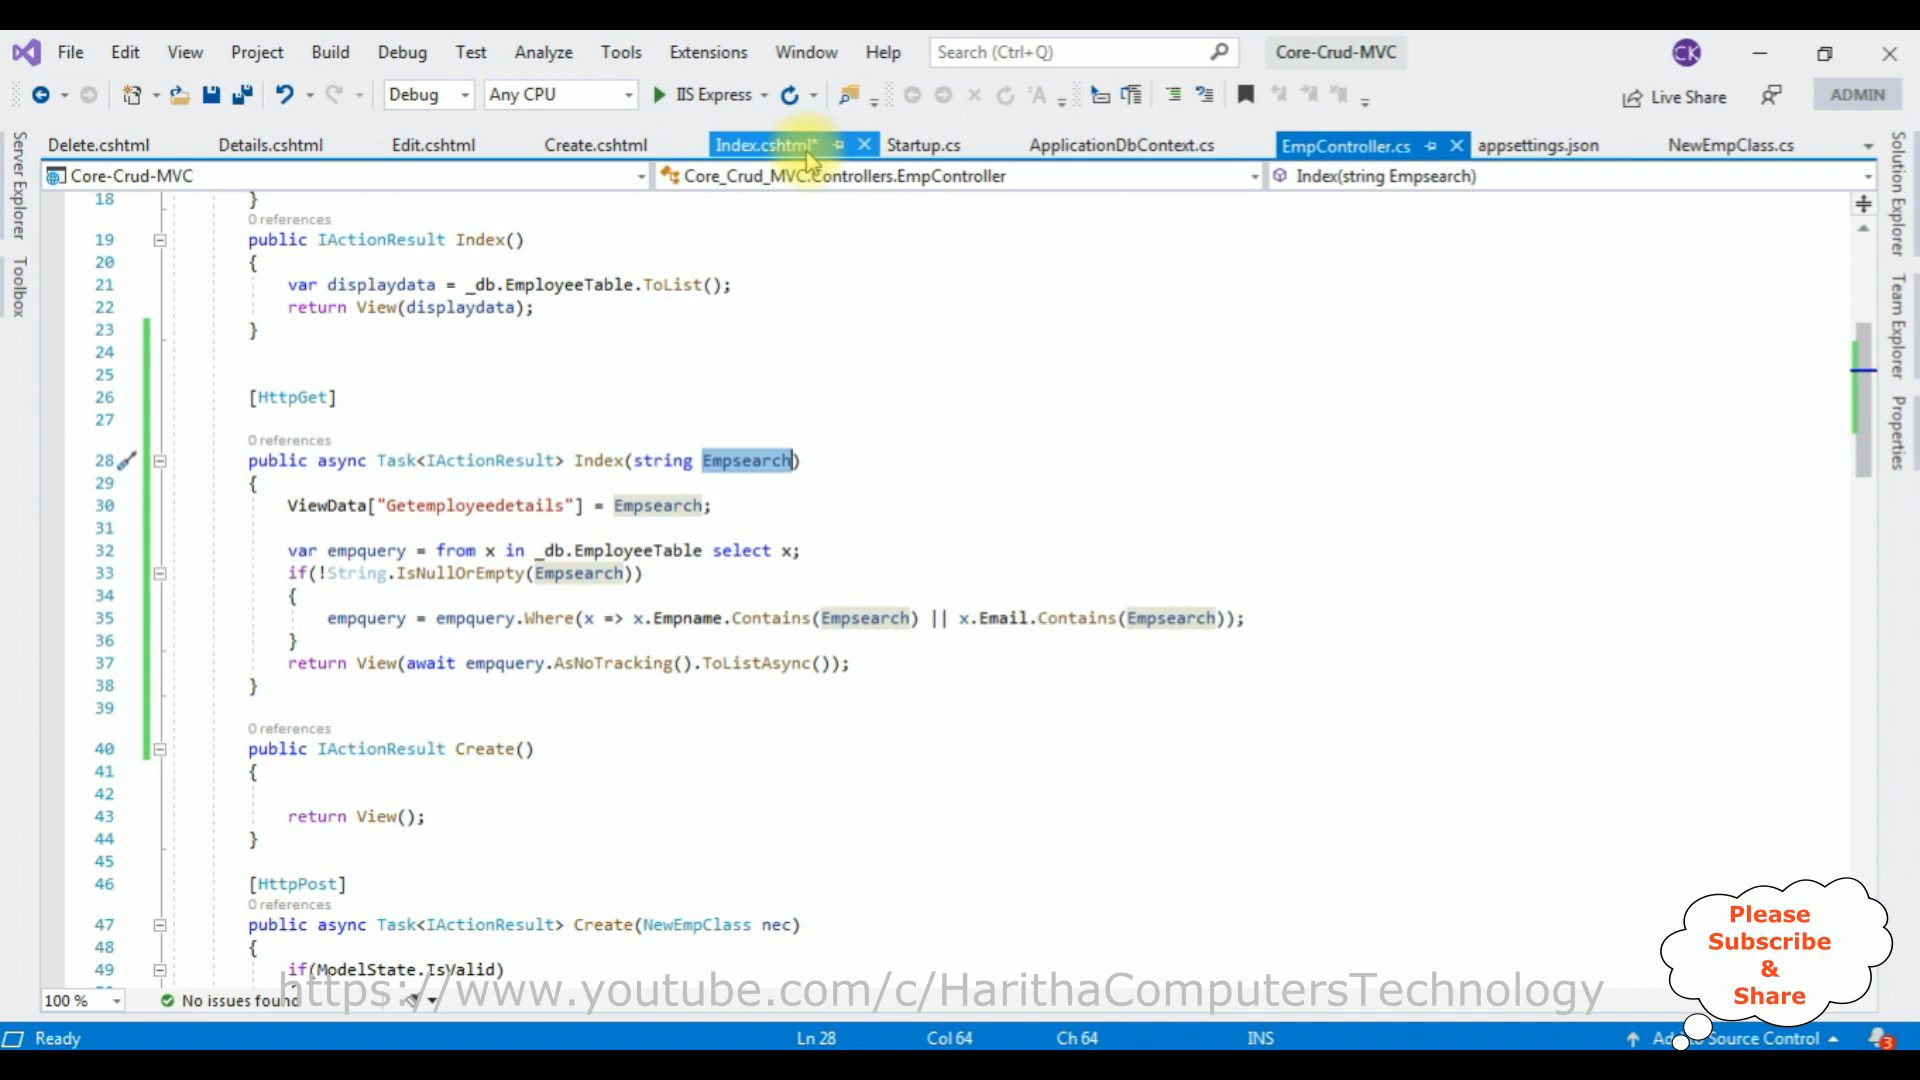 File Edit View Project Build Debug Test Analyze Tools Extensions Window Help Search (Ctrl+Q) Core-Crud-MVC CK
Debug Any CPU IIS Express Live Share ADMIN
Delete.cshtml Details.cshtml Edit.cshtml Create.cshtml Index.cshtml* Startup.cs ApplicationDbContext.cs EmpController.cs appsettings.json NewEmpClass.cs
Core-Crud-MVC Core_Crud_MVC.Controllers.EmpController Index(string Empsearch)
Server Explorer
Toolbox
Solution Explorer
Team Explorer
Properties
18 }
0 references
19 public IActionResult Index()
20 {
21 var displaydata = _db.EmployeeTable.ToList();
22 return View(displaydata);
23 }
24
25
26 [HttpGet]
27
0 references
28 public async Task<IActionResult> Index(string Empsearch)
29 {
30 ViewData["Getemployeedetails"] = Empsearch;
31
32 var empquery = from x in _db.EmployeeTable select x;
33 if(!String.IsNullOrEmpty(Empsearch))
34 {
35 empquery = empquery.Where(x => x.Empname.Contains(Empsearch) || x.Email.Contains(Empsearch));
36 }
37 return View(await empquery.AsNoTracking().ToListAsync());
38 }
39
0 references
40 public IActionResult Create()
41 {
42
43 return View();
44 }
45
46 [HttpPost]
0 references
47 public async Task<IActionResult> Create(NewEmpClass nec)
48 {
49 if(ModelState.IsValid)
100 % No issues found
https://www.youtube.com/c/HarithaComputersTechnology
Please
Subscribe
&
Share
Ready Ln 28 Col 64 Ch 64 INS Source Control 3